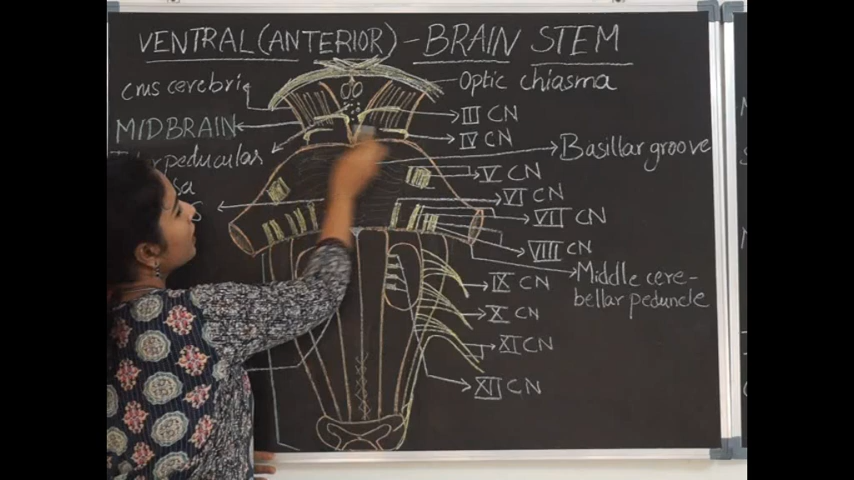 VENTRAL (ANTERIOR) - BRAIN STEM
crus cerebri
Optic chiasma
III CN
MIDBRAIN
IV CN
Basillar groove
V CN
VI CN
VII CN
VIII CN
Middle cere-
bellar peduncle
IX CN
X CN
XI CN
XII CN